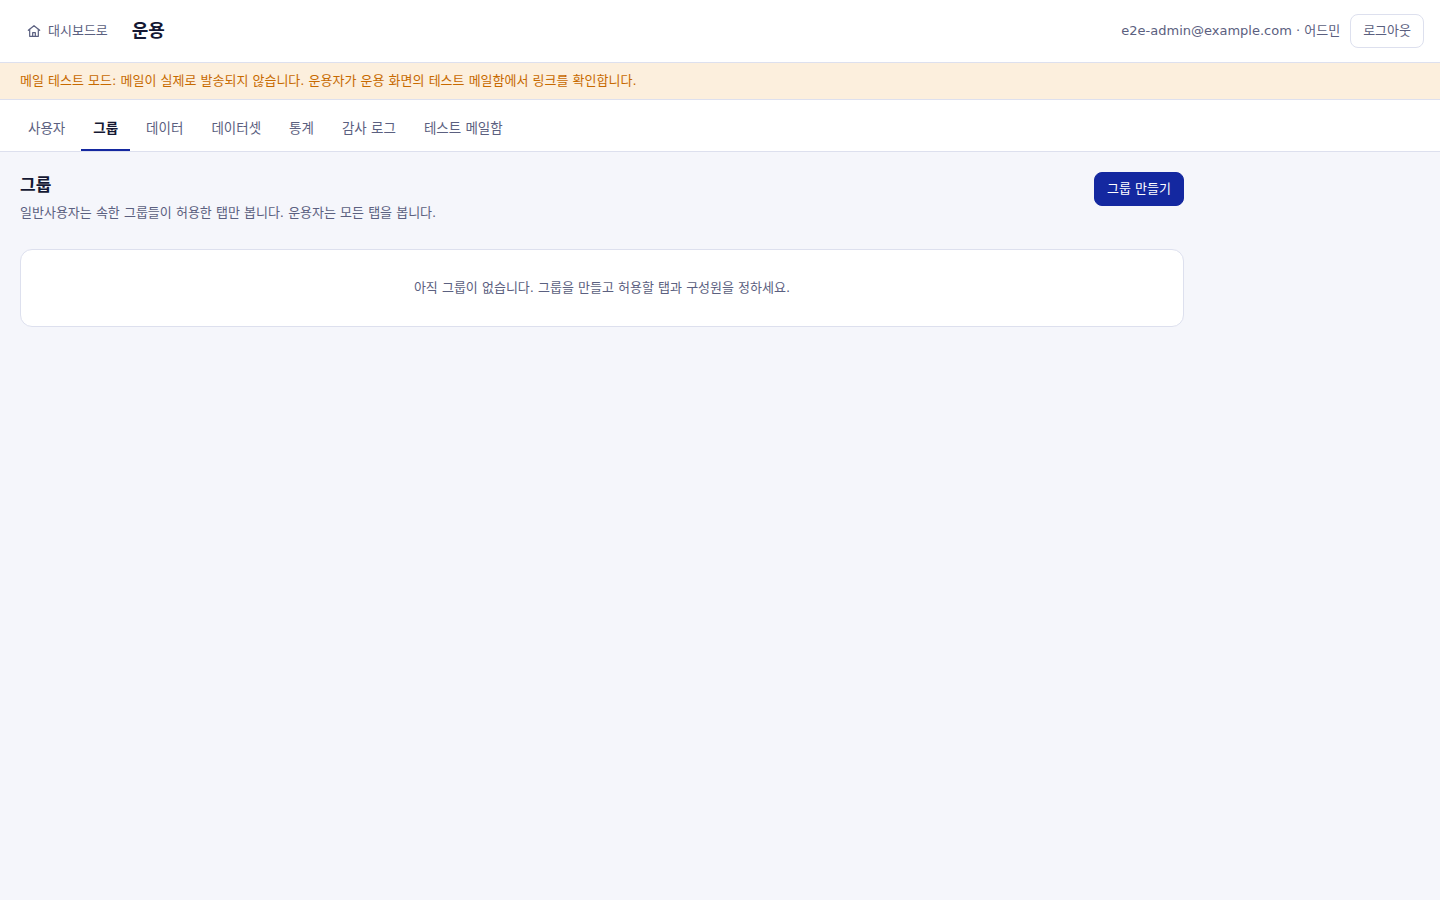 대시보드로
운용
e2e-admin@example.com · 어드민
로그아웃
메일 테스트 모드: 메일이 실제로 발송되지 않습니다. 운용자가 운용 화면의 테스트 메일함에서 링크를 확인합니다.
사용자 그룹 데이터 데이터셋 통계 감사 로그 테스트 메일함
그룹
그룹 만들기
일반사용자는 속한 그룹들이 허용한 탭만 봅니다. 운용자는 모든 탭을 봅니다.
아직 그룹이 없습니다. 그룹을 만들고 허용할 탭과 구성원을 정하세요.